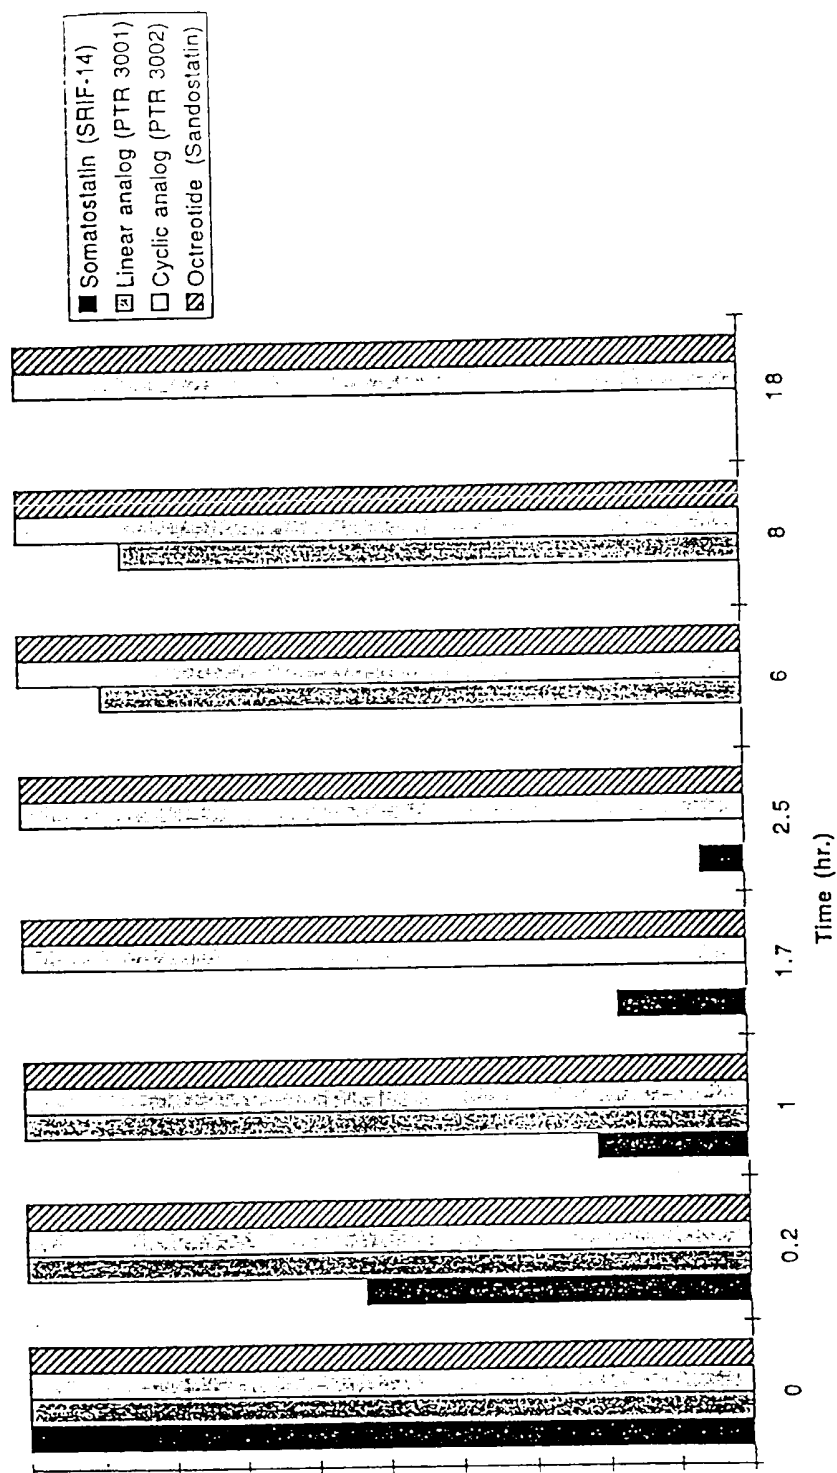 Somatostatin (SRIF-14)
Linear analog (PTR 3001)
Cyclic analog (PTR 3002)
Octreotide (Sandostatin)
0
0.2
1
1.7
2.5
6
8
18
Time (hr.)